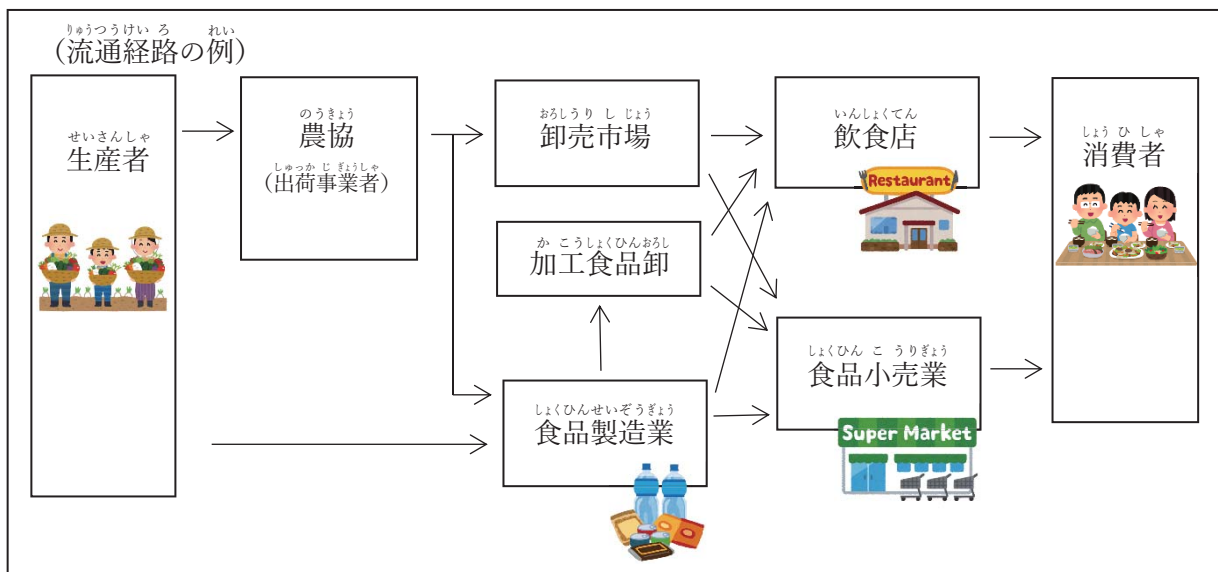 りゅうつうけいろ れい
(流通経路の例)
せいさんしゃ
生産者
のうきょう
農協
しゅっかじぎょうしゃ
(出荷事業者)
おろしうりしじょう
卸売市場
かこうしょくひんおろし
加工食品卸
しょくひんせいぞうぎょう
食品製造業
いんしょくてん
飲食店
Restaurant
しょくひんこうりぎょう
食品小売業
Super Market
しょうひしゃ
消費者